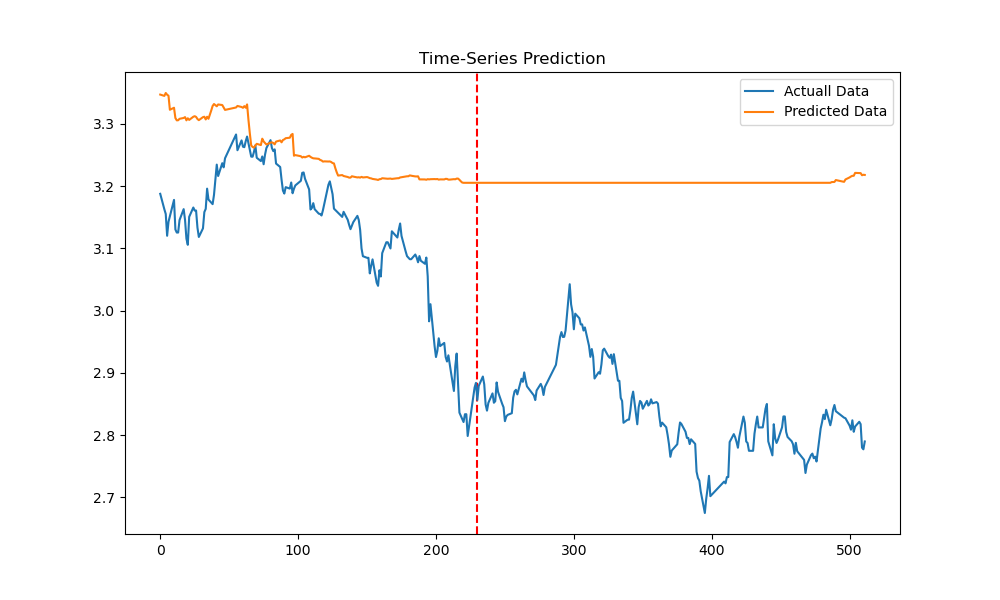 Time-Series Prediction
Actuall Data
Predicted Data
3.3
3.2
3.1
3.0
2.9
2.8
2.7
0 100 200 300 400 500